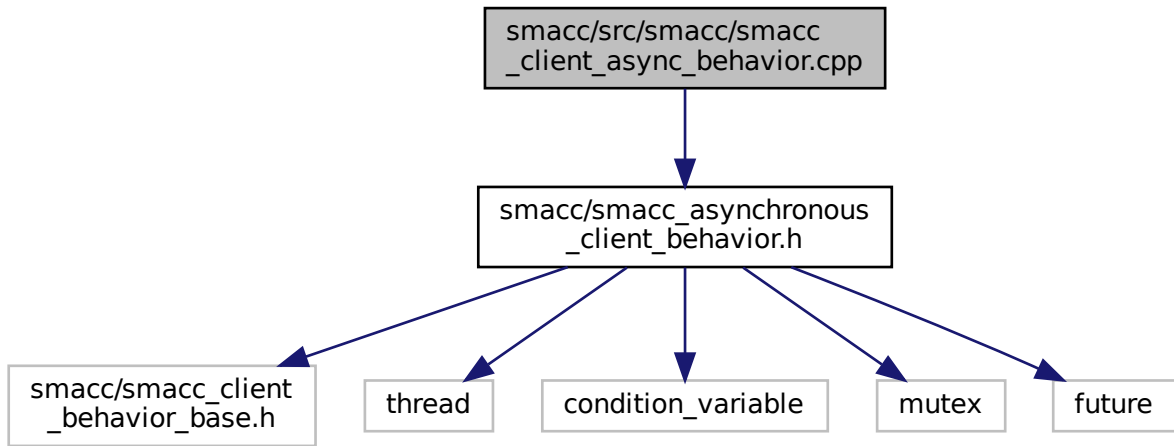 smacc/src/smacc/smacc
_client_async_behavior.cpp
smacc/smacc_asynchronous
_client_behavior.h
smacc/smacc_client
_behavior_base.h
thread
condition_variable
mutex
future